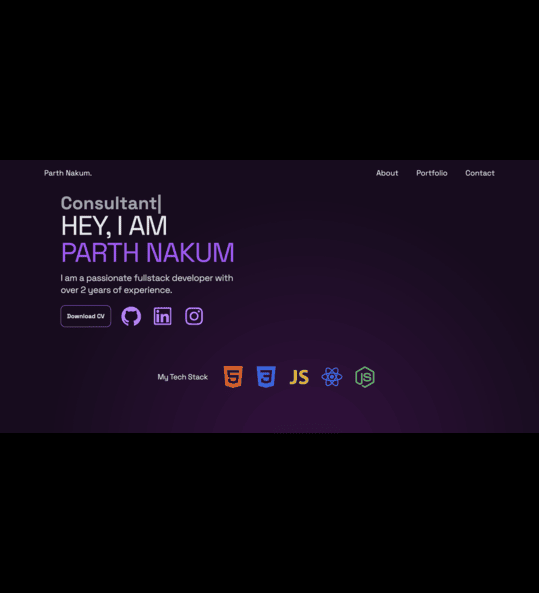 Parth Nakum.
About Portfolio Contact
Consultant|
HEY, I AM
PARTH NAKUM
I am a passionate fullstack developer with
over 2 years of experience.
Download CV
in
My Tech Stack
5
3
JS
JS